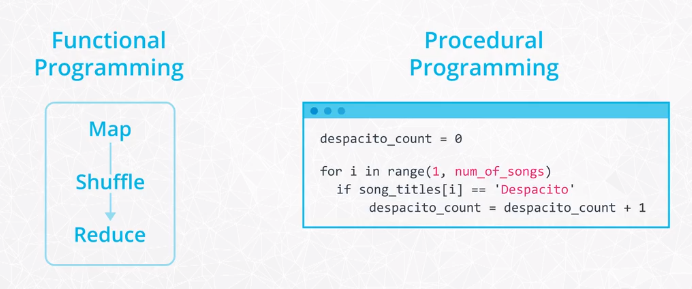 Functional
Programming
Map
Shuffle
Reduce
Procedural
Programming
despacito_count = 0
for i in range(1, num_of_songs)
if song_titles[i] == 'Despacito'
despacito_count = despacito_count + 1